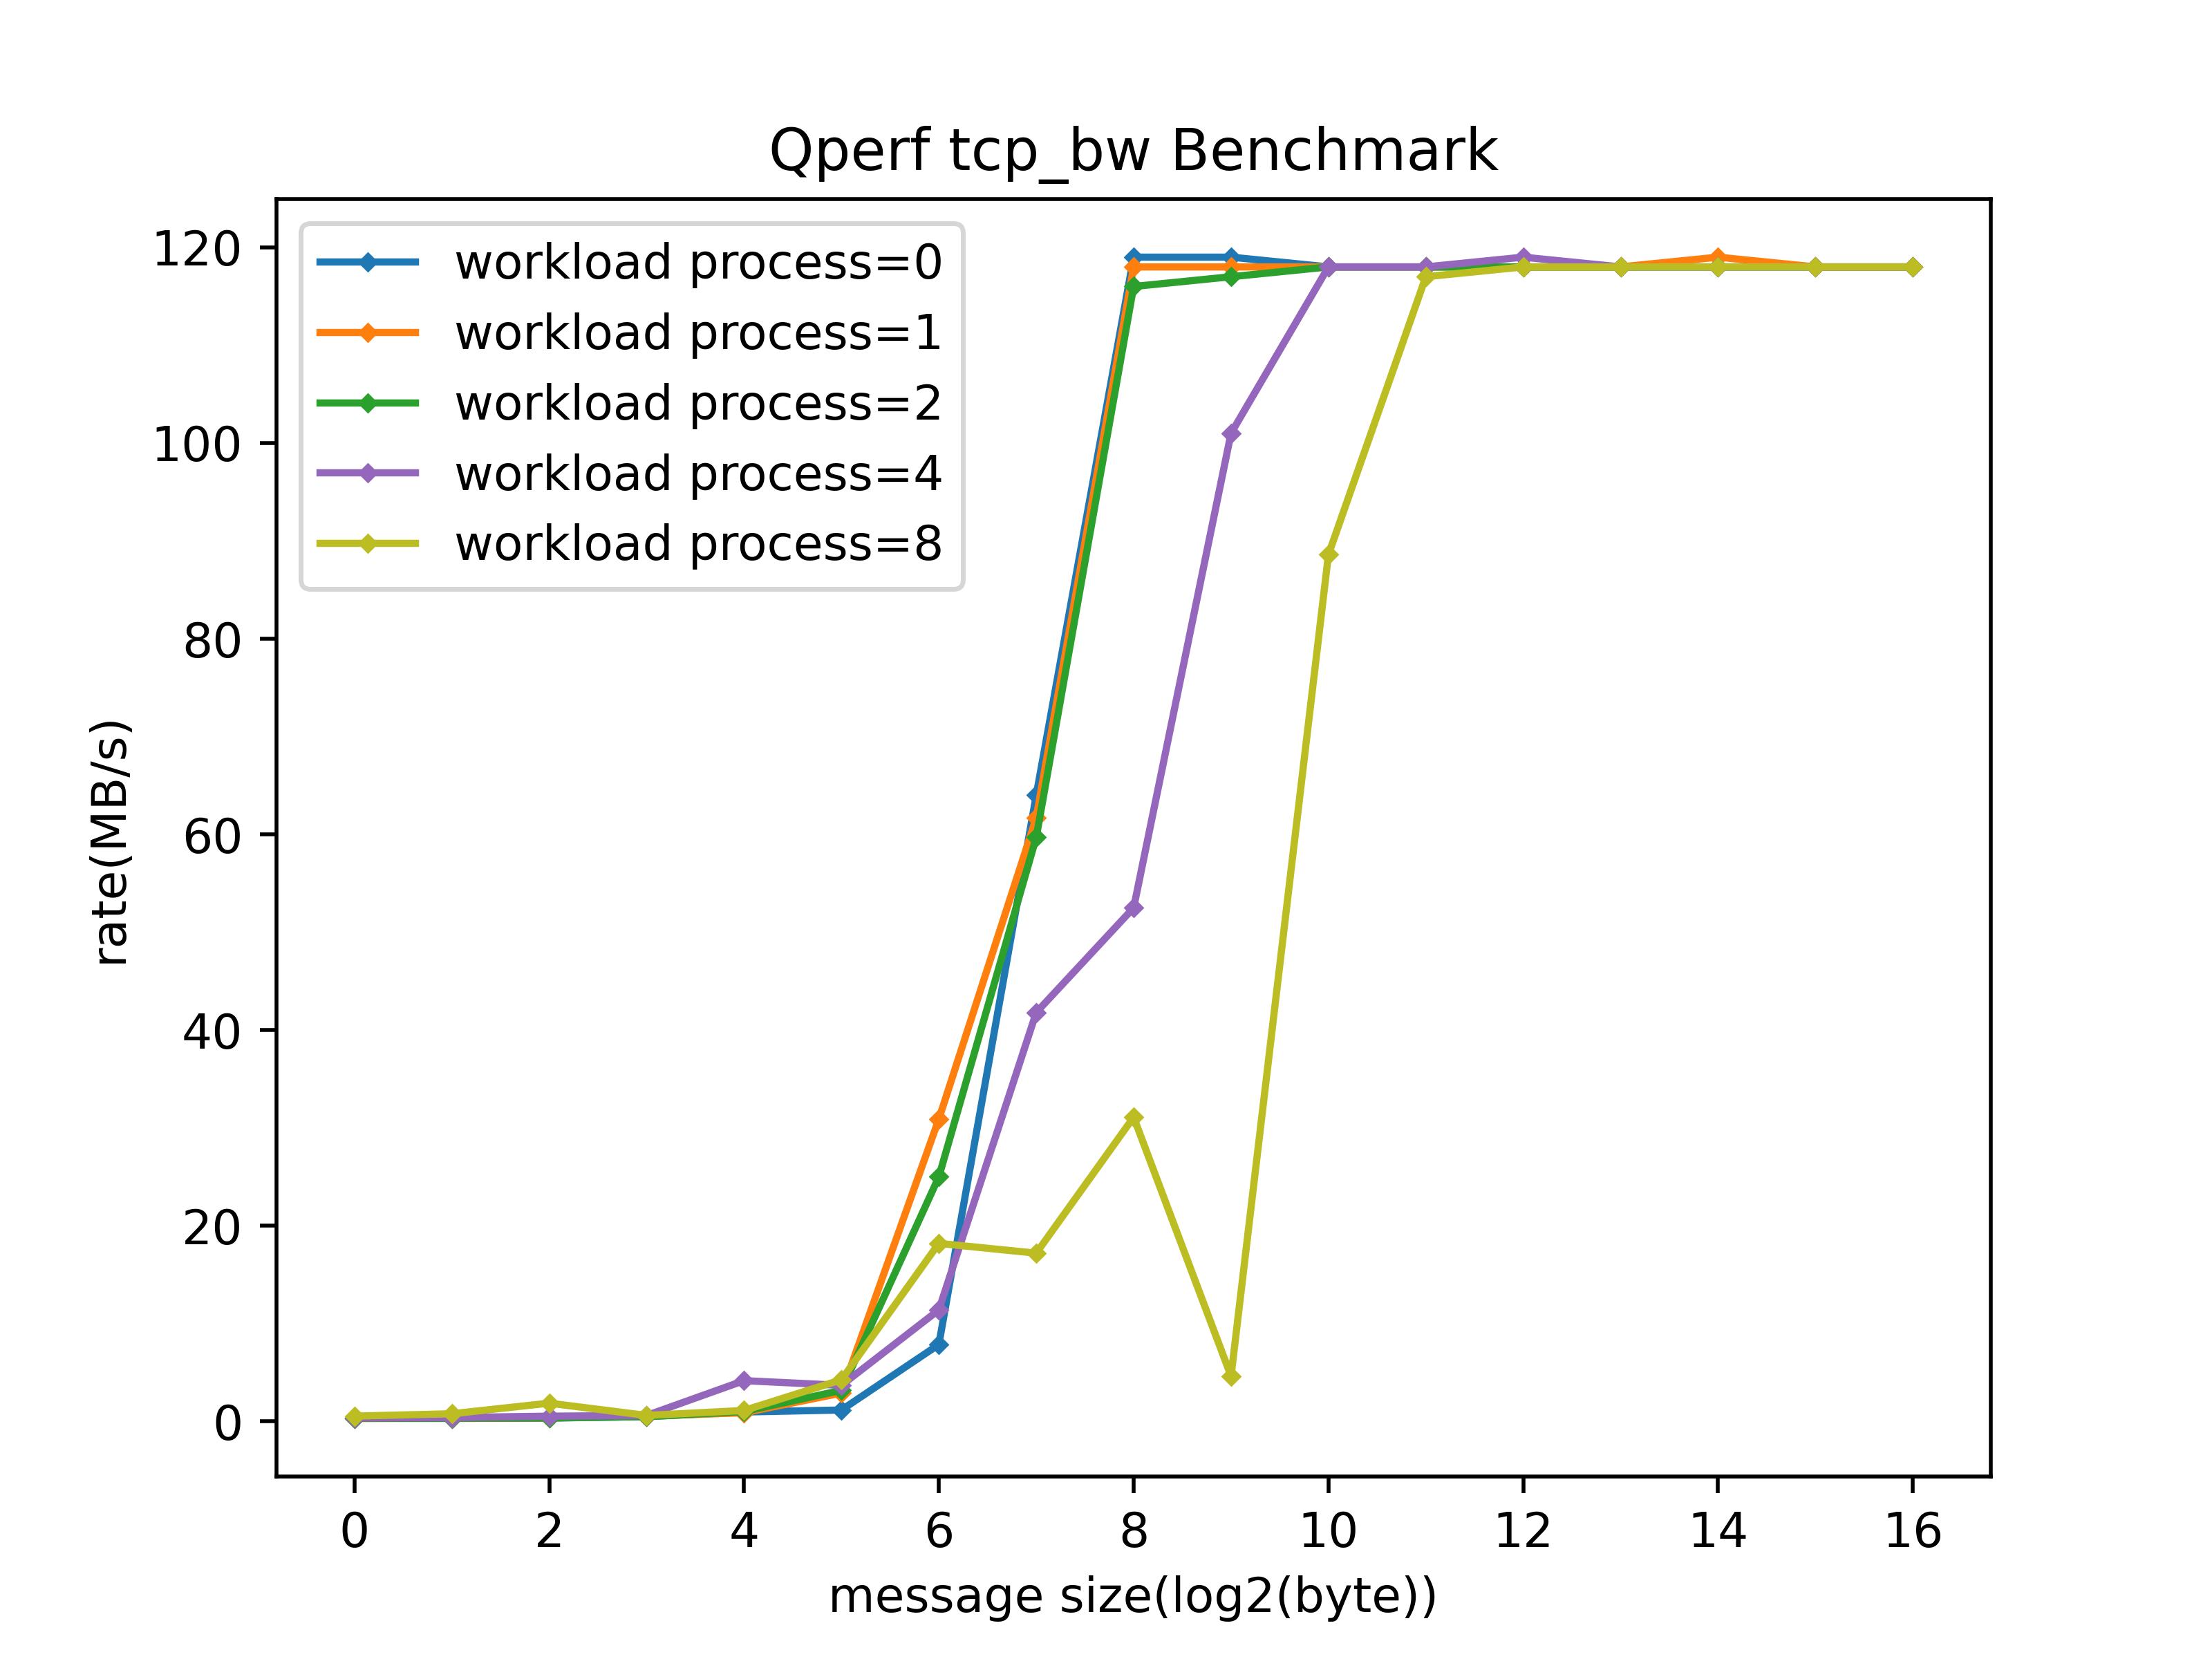 Qperf tcp_bw Benchmark
workload process=0
workload process=1
workload process=2
workload process=4
workload process=8
120
100
80
60
40
20
0
rate(MB/s)
0 2 4 6 8 10 12 14 16
message size(log2(byte))